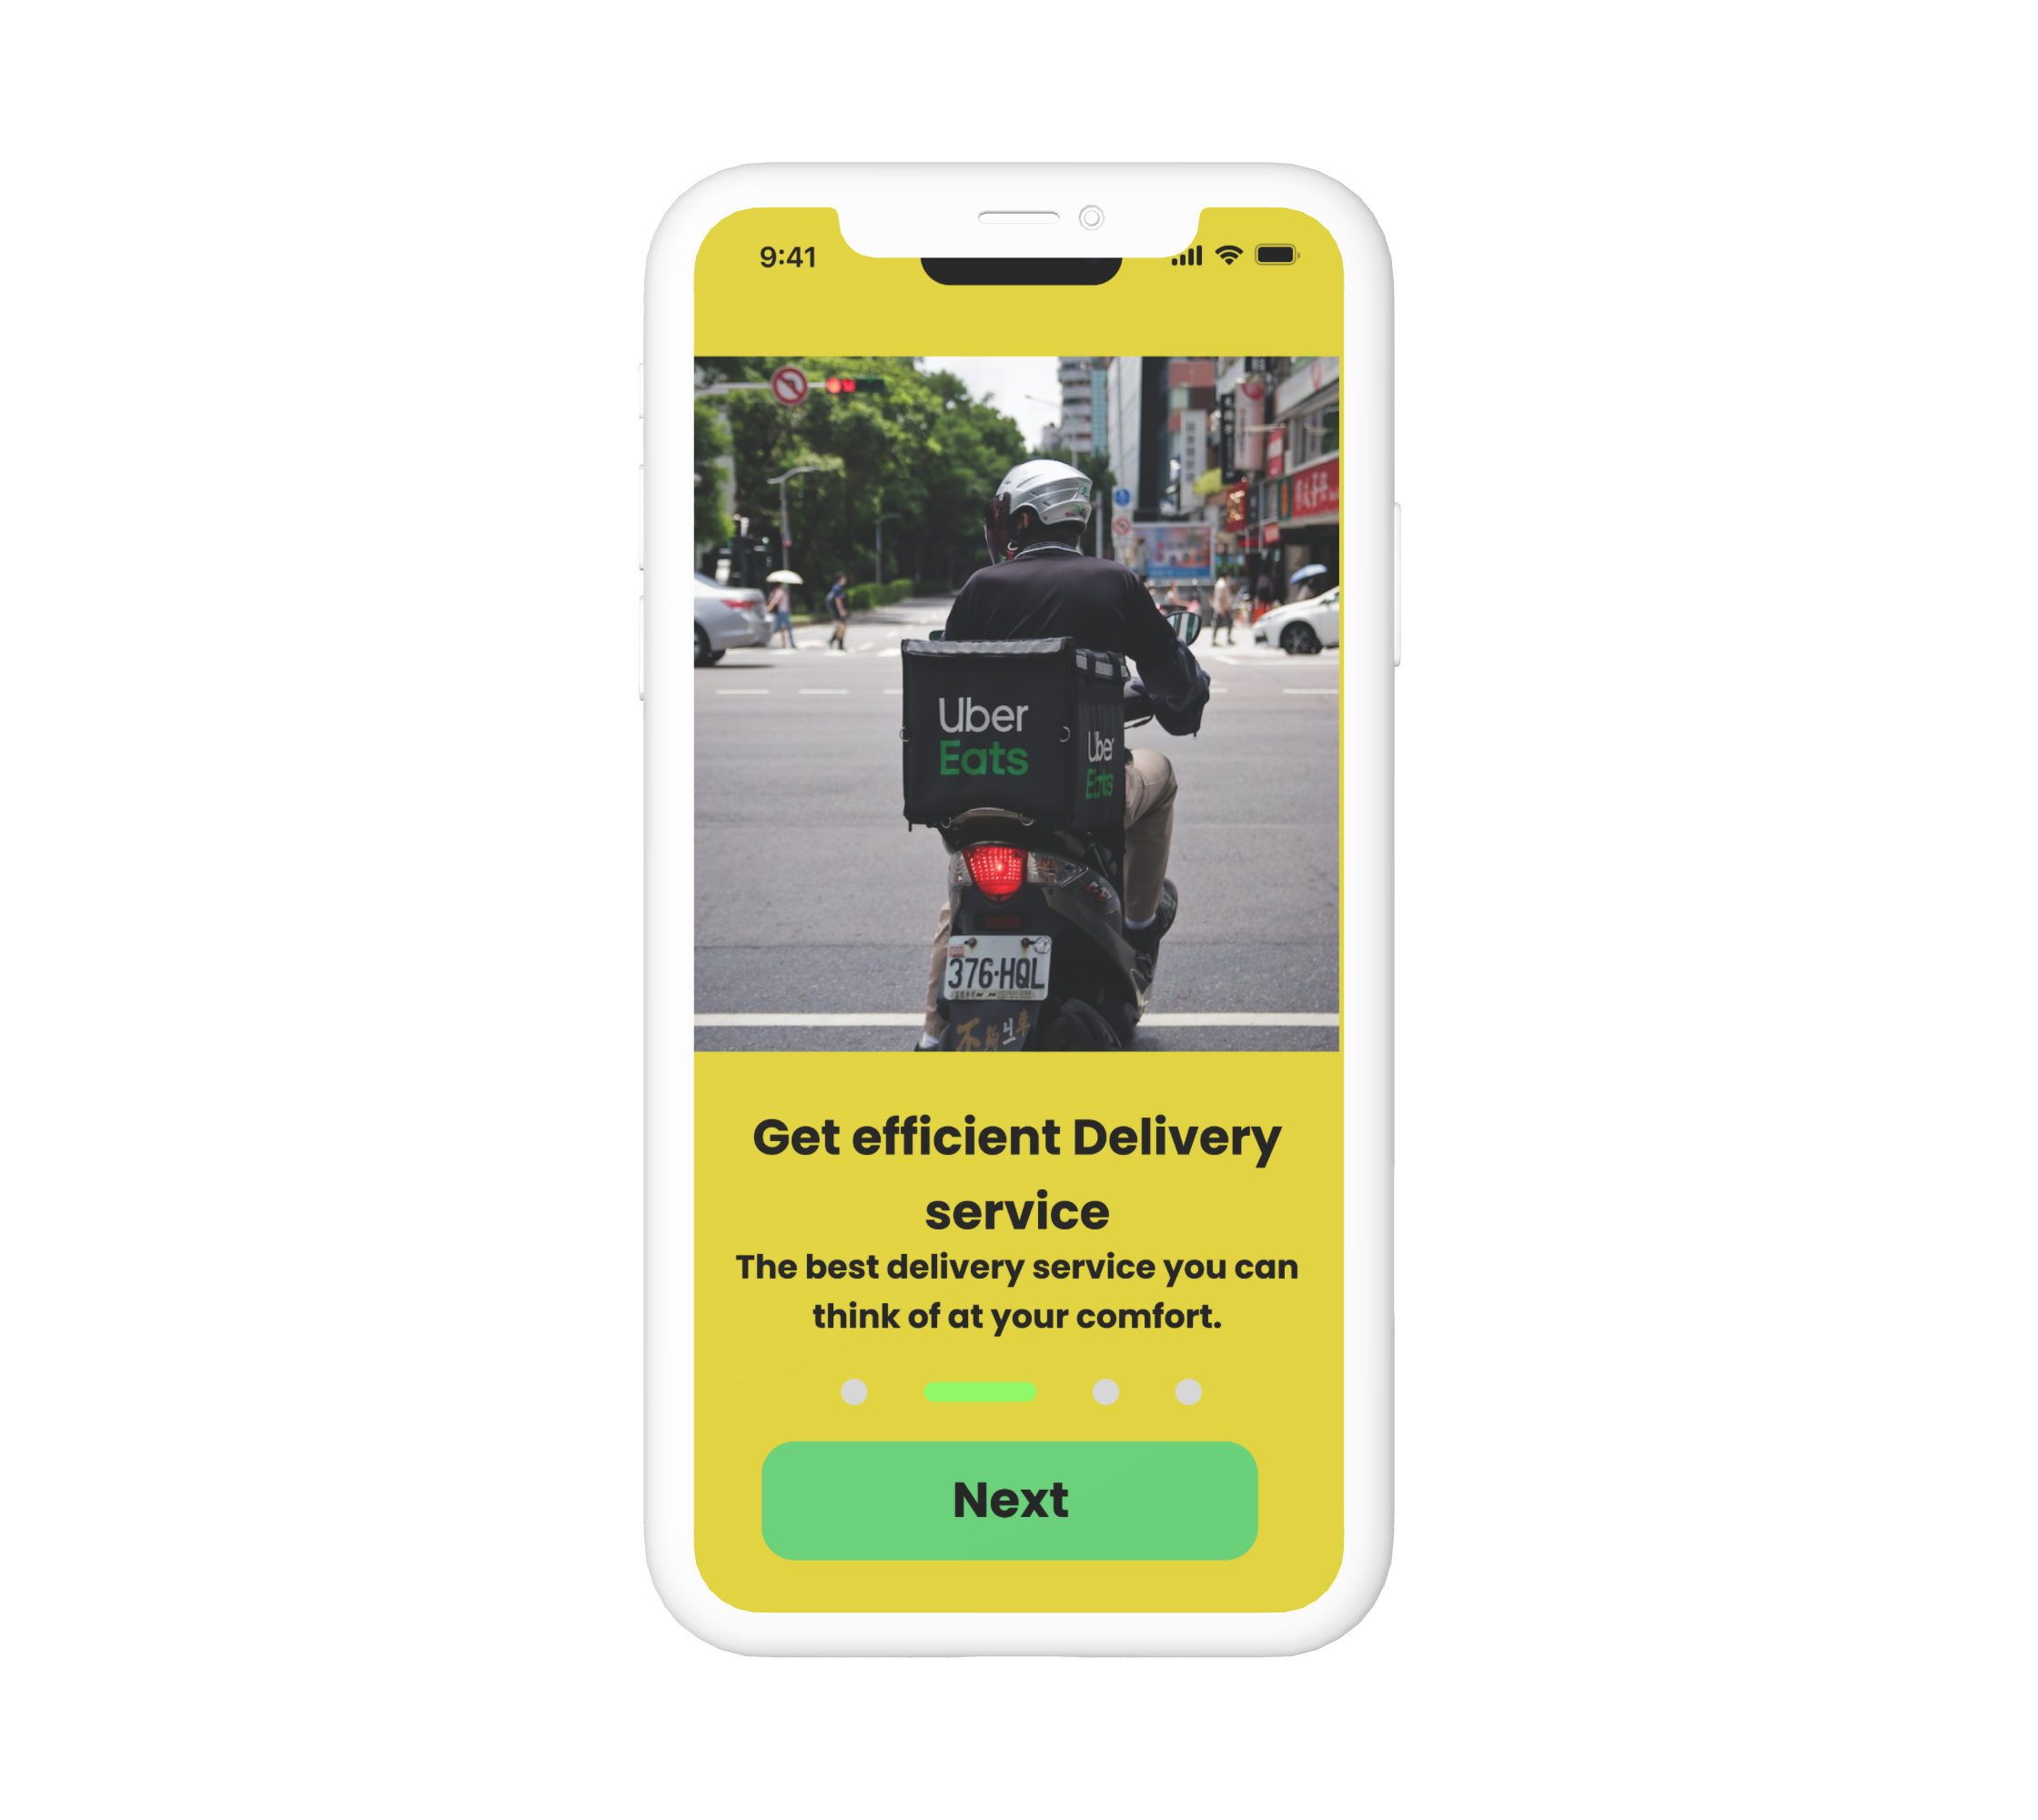 9:41
Uber
Eats
Uber
Eats
376·HQL
Get efficient Delivery
service
The best delivery service you can
think of at your comfort.
Next